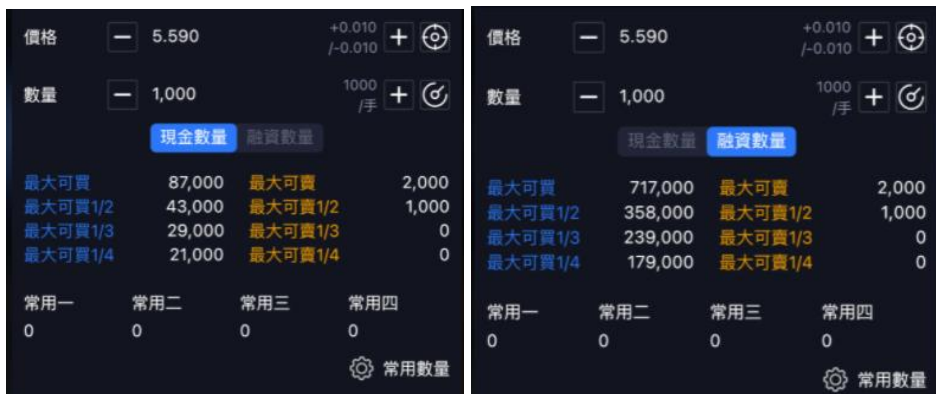 價格 5.590 +0.010
/-0.010
數量 1,000 1000
/手
現金數量 融資數量
最大可買 87,000 最大可賣 2,000
最大可買1/2 43,000 最大可賣1/2 1,000
最大可買1/3 29,000 最大可賣1/3 0
最大可買1/4 21,000 最大可賣1/4 0
常用一 常用二 常用三 常用四
0 0 0 0
常用數量
價格 5.590 +0.010
/-0.010
數量 1,000 1000
/手
現金數量 融資數量
最大可買 717,000 最大可賣 2,000
最大可買1/2 358,000 最大可賣1/2 1,000
最大可買1/3 239,000 最大可賣1/3 0
最大可買1/4 179,000 最大可賣1/4 0
常用一 常用二 常用三 常用四
0 0 0 0
常用數量